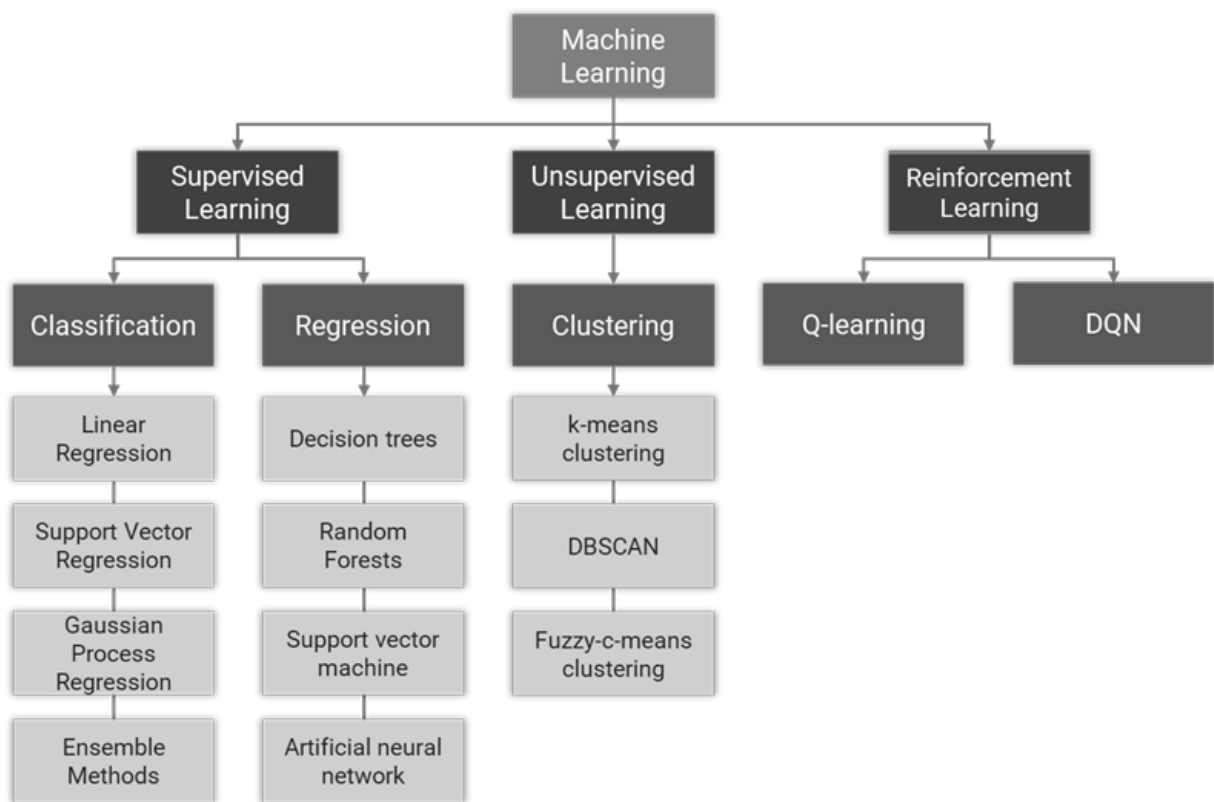 Machine
Learning
Supervised
Learning
Unsupervised
Learning
Reinforcement
Learning
Classification
Regression
Clustering
Q-learning
DQN
Linear
Regression
Support Vector
Regression
Gaussian
Process
Regression
Ensemble
Methods
Decision trees
Random
Forests
Support vector
machine
Artificial neural
network
k-means
clustering
DBSCAN
Fuzzy-c-means
clustering